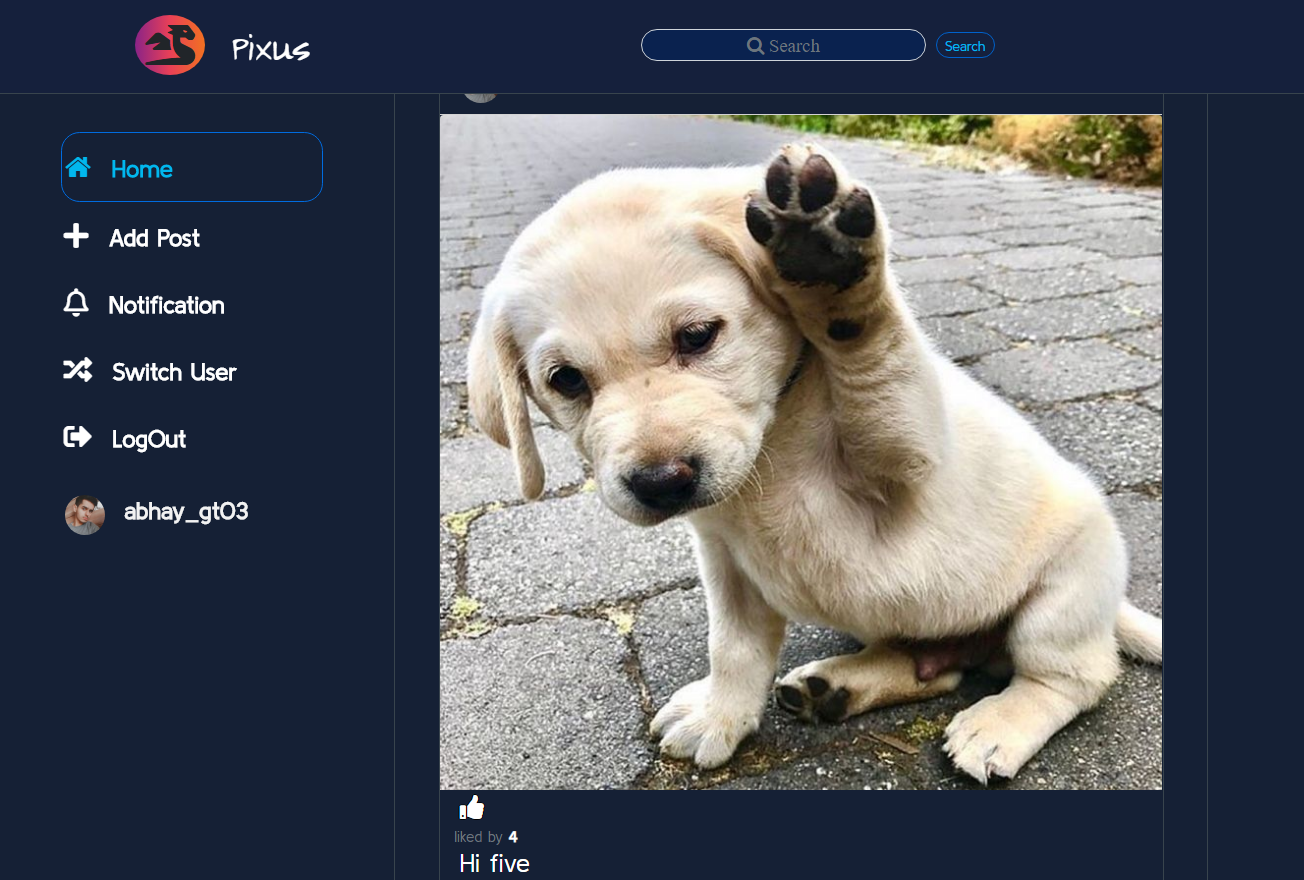 Pixus
Search
Search
Home
Add Post
Notification
Switch User
LogOut
abhay_gt03
liked by 4
Hi five